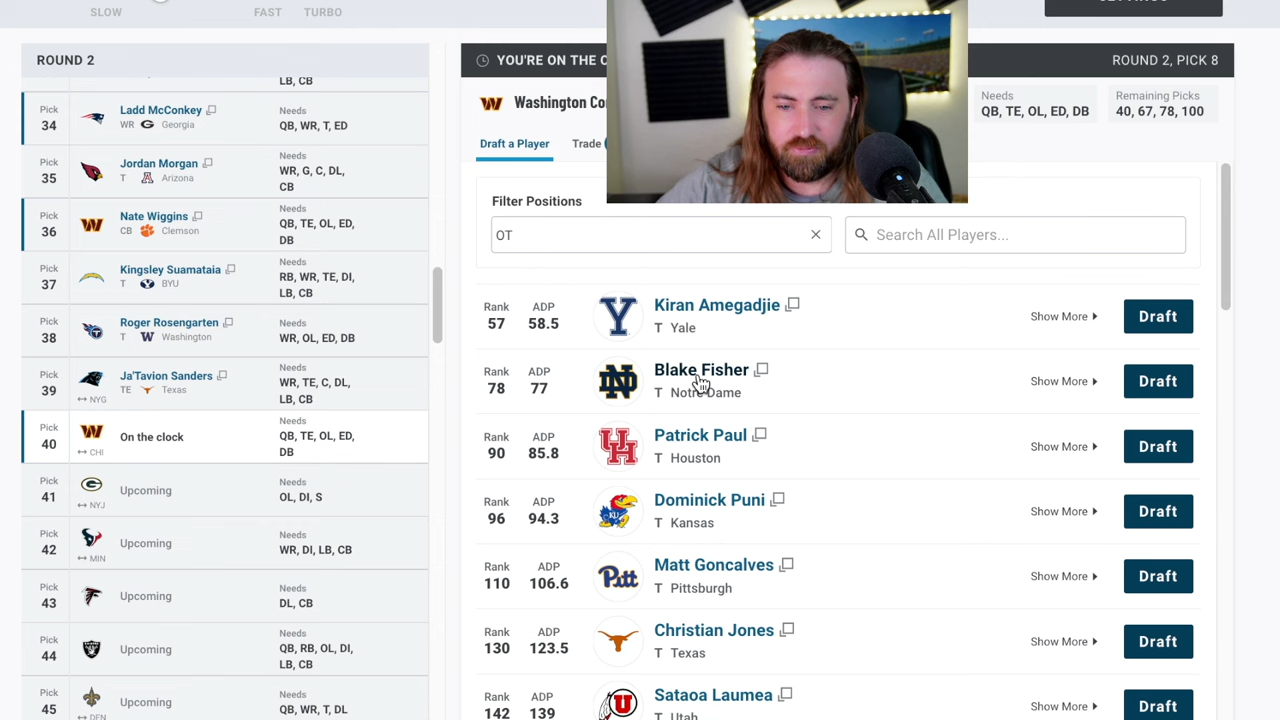 SLOW FAST TURBO
ROUND 2
LB, CB
Pick 34 Ladd McConkey WR G Georgia Needs QB, WR, T, ED
Pick 35 Jordan Morgan T A Arizona Needs WR, G, C, DL, CB
Pick 36 Nate Wiggins CB Clemson Needs QB, TE, OL, ED, DB
Pick 37 Kingsley Suamataia T BYU Needs RB, WR, TE, DI, LB, CB
Pick 38 Roger Rosengarten T W Washington Needs WR, OL, ED, DB
Pick 39 NYG Ja'Tavion Sanders TE Texas Needs WR, TE, C, DL, LB, CB
Pick 40 CHI On the clock Needs QB, TE, OL, ED, DB
Pick 41 NYJ Upcoming Needs OL, DI, S
Pick 42 MIN Upcoming Needs WR, DI, LB, CB
Pick 43 Upcoming Needs DL, CB
Pick 44 Upcoming Needs QB, RB, OL, DI, LB, CB
Pick 45 DEN Upcoming Needs QB, WR, T, DL
YOU'RE ON THE C ROUND 2, PICK 8
W Washington Co
Needs QB, TE, OL, ED, DB
Remaining Picks 40, 67, 78, 100
Draft a Player Trade
Filter Positions
OT Search All Players...
Rank 57 ADP 58.5 Y Kiran Amegadjie T Yale Show More Draft
Rank 78 ADP 77 ND Blake Fisher T Notre Dame Show More Draft
Rank 90 ADP 85.8 UH Patrick Paul T Houston Show More Draft
Rank 96 ADP 94.3 KU Dominick Puni T Kansas Show More Draft
Rank 110 ADP 106.6 Pitt Matt Goncalves T Pittsburgh Show More Draft
Rank 130 ADP 123.5 Christian Jones T Texas Show More Draft
Rank 142 ADP 139 U Sataoa Laumea T Utah Show More Draft